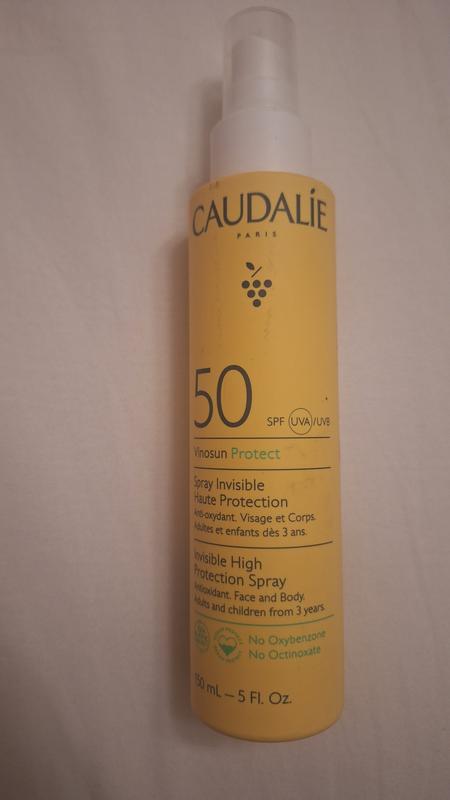 CAUDALÍE
PARIS
50
SPF UVA/UVB
Vinosun Protect
Spray Invisible
Haute Protection
Anti-oxydant. Visage et Corps.
Adultes et enfants dès 3 ans.
Invisible High
Protection Spray
Antioxidant. Face and Body.
Adults and children from 3 years.
No Oxybenzone
No Octinoxate
150 mL – 5 Fl. Oz.